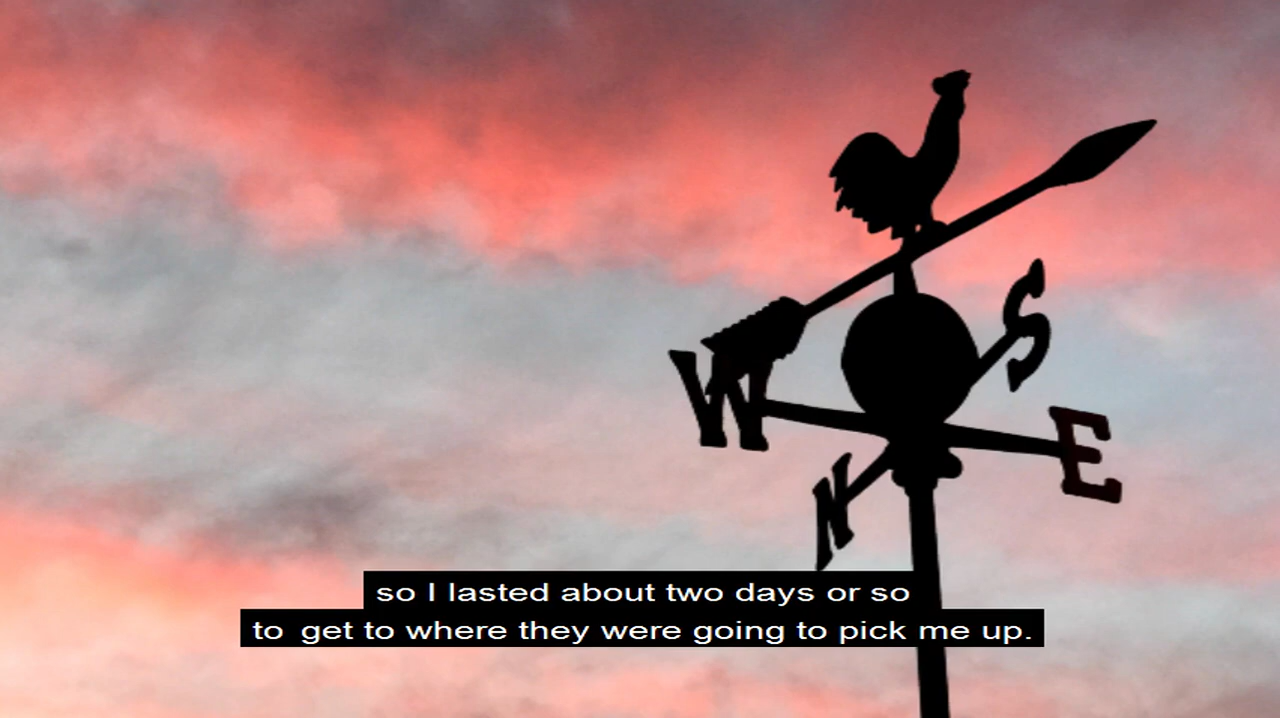 S
W
E
N
so I lasted about two days or so
to get to where they were going to pick me up.